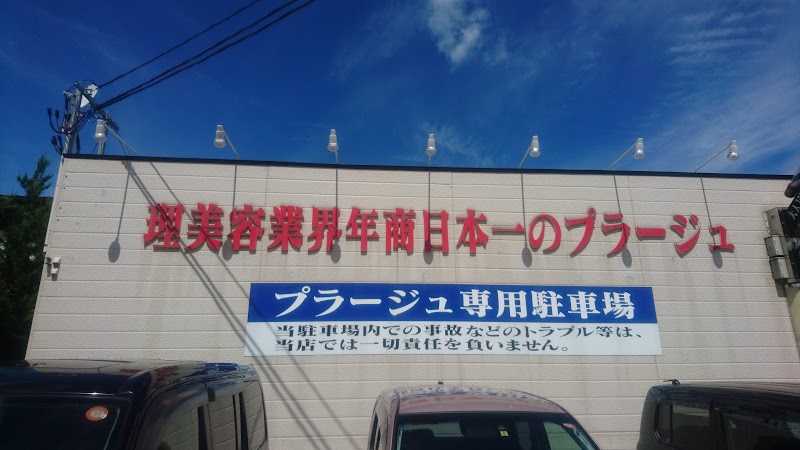 理美容業界年商日本一のプラージュ
プラージュ専用駐車場
当駐車場内での事故などのトラブル等は、
当店では一切責任を負いません。